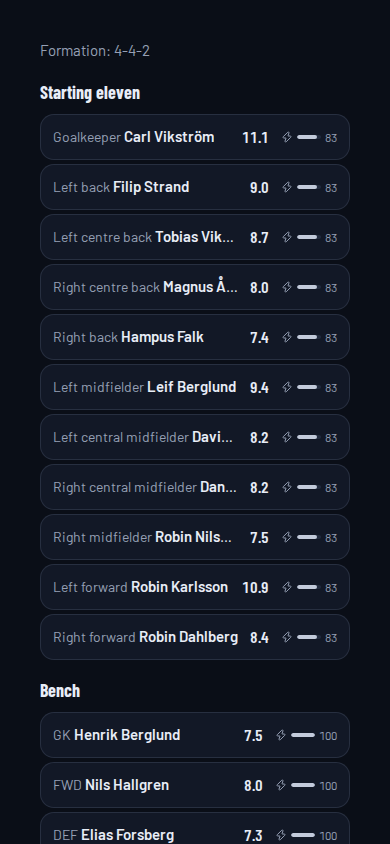 Formation: 4-4-2
Starting eleven
Goalkeeper Carl Vikström 11.1 83
Left back Filip Strand 9.0 83
Left centre back Tobias Vik... 8.7 83
Right centre back Magnus Å... 8.0 83
Right back Hampus Falk 7.4 83
Left midfielder Leif Berglund 9.4 83
Left central midfielder Davi... 8.2 83
Right central midfielder Dan... 8.2 83
Right midfielder Robin Nils... 7.5 83
Left forward Robin Karlsson 10.9 83
Right forward Robin Dahlberg 8.4 83
Bench
GK Henrik Berglund 7.5 100
FWD Nils Hallgren 8.0 100
DEF Elias Forsberg 7.3 100